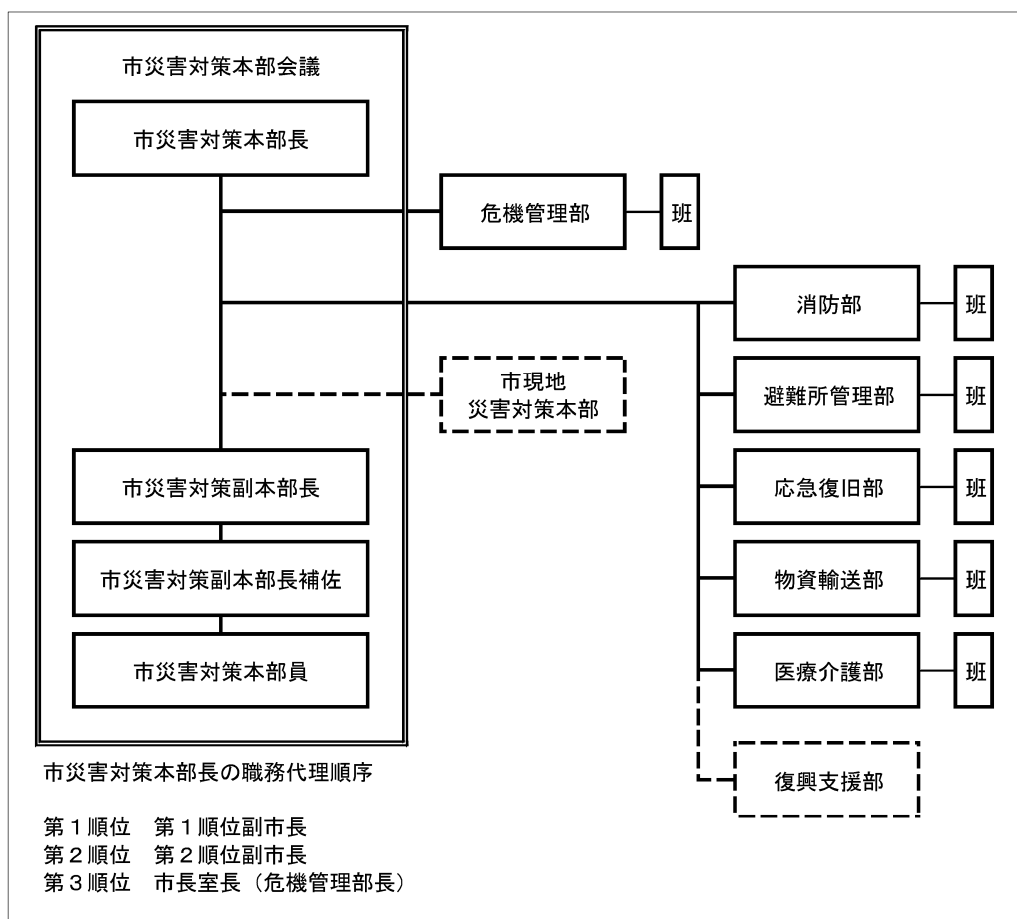 市災害対策本部会議
市災害対策本部長
危機管理部
班
消防部
班
市現地
災害対策本部
避難所管理部
班
市災害対策副本部長
応急復旧部
班
市災害対策副本部長補佐
物資輸送部
班
市災害対策本部員
医療介護部
班
復興支援部
市災害対策本部長の職務代理順序
第１順位　第１順位副市長
第２順位　第２順位副市長
第３順位　市長室長（危機管理部長）